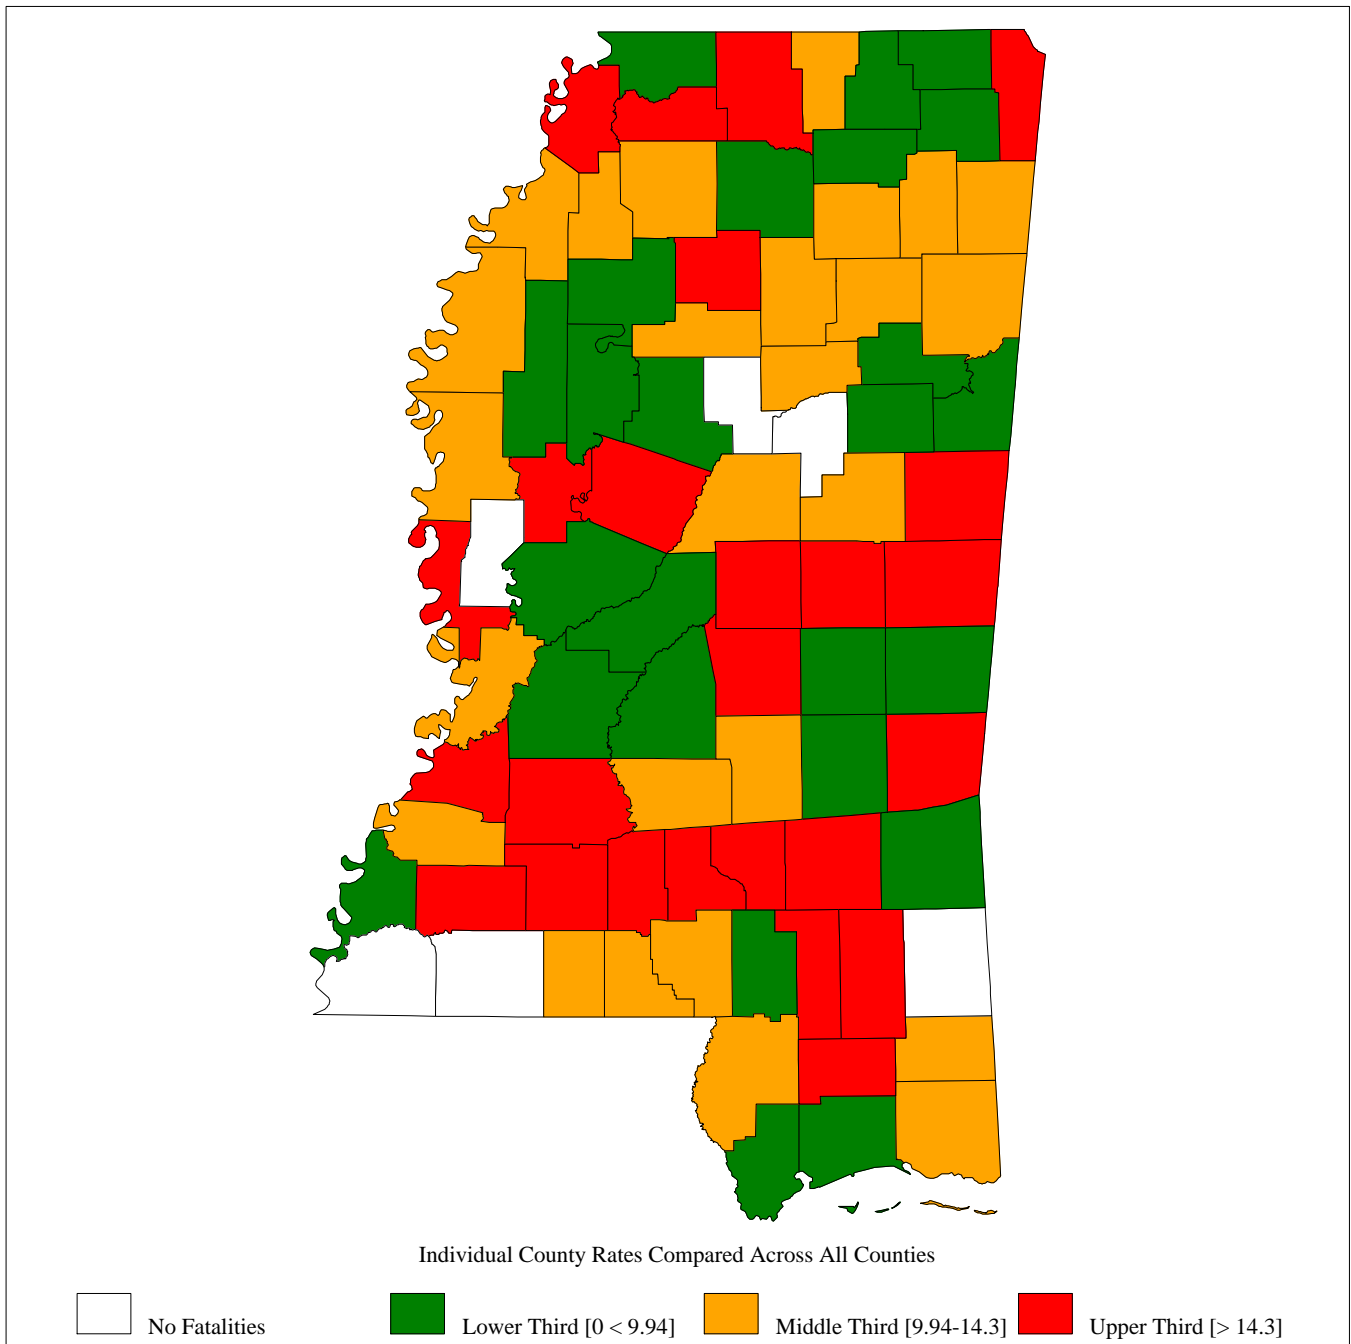 Individual County Rates Compared Across All Counties
No Fatalities Lower Third [0 < 9.94] Middle Third [9.94-14.3] Upper Third [> 14.3]